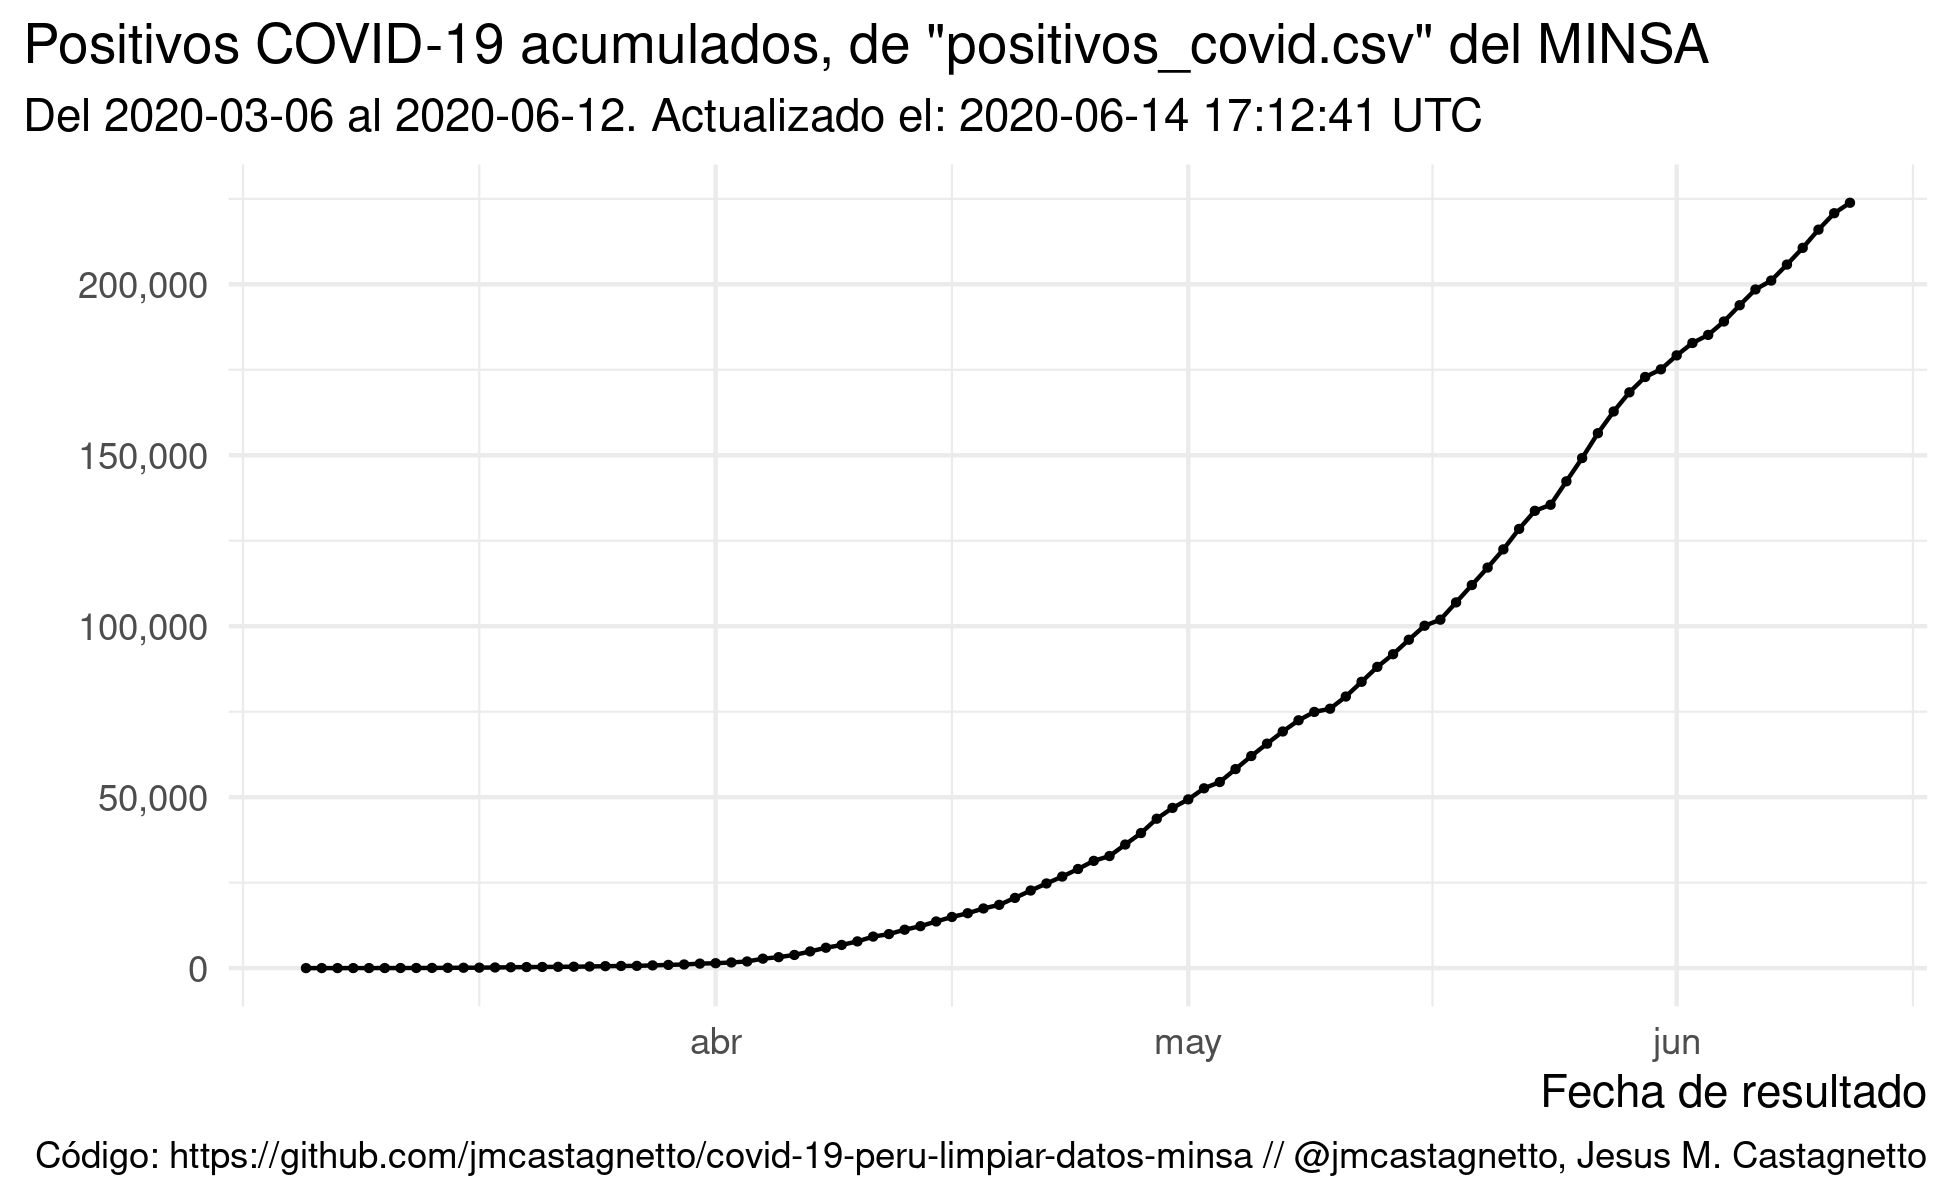 Positivos COVID-19 acumulados, de "positivos_covid.csv" del MINSA
Del 2020-03-06 al 2020-06-12. Actualizado el: 2020-06-14 17:12:41 UTC
200,000
150,000
100,000
50,000
0
abr may jun
Fecha de resultado
Código: https://github.com/jmcastagnetto/covid-19-peru-limpiar-datos-minsa // @jmcastagnetto, Jesus M. Castagnetto